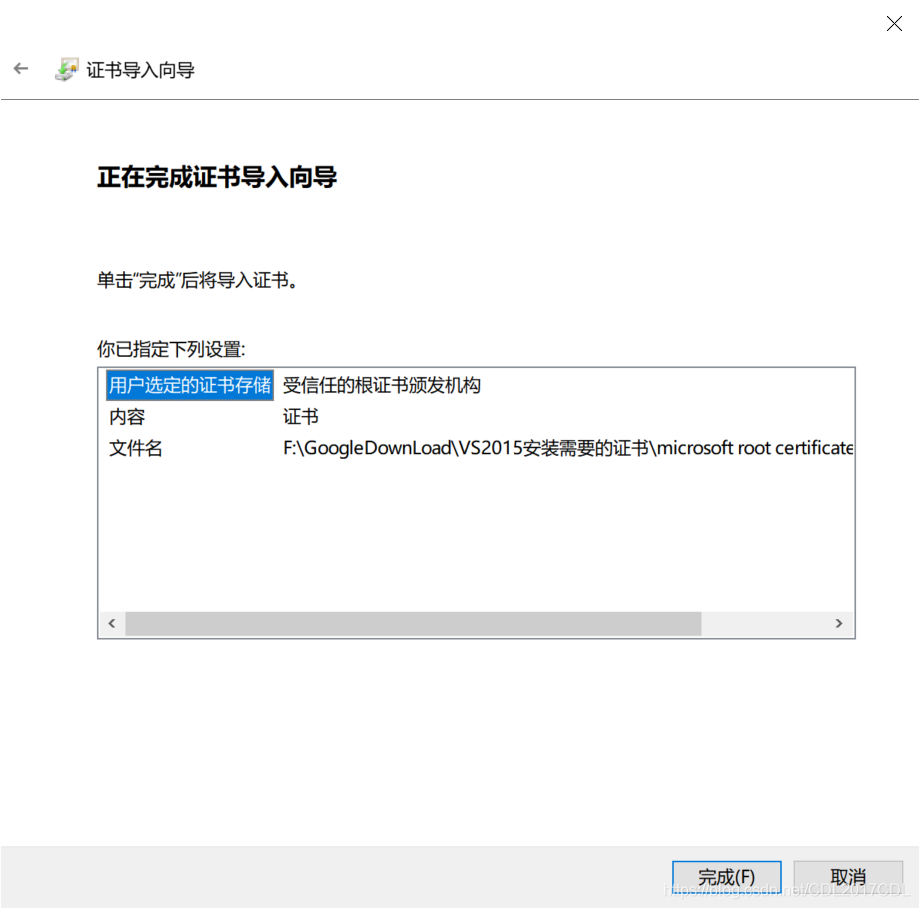 证书导入向导
正在完成证书导入向导
单击“完成”后将导入证书。
你已指定下列设置:
用户选定的证书存储 受信任的根证书颁发机构
内容 证书
文件名 F:\GoogleDownLoad\VS2015安装需要的证书\microsoft root certificate
完成(F) 取消
https://blog.csdn.net/CDL2017CDL